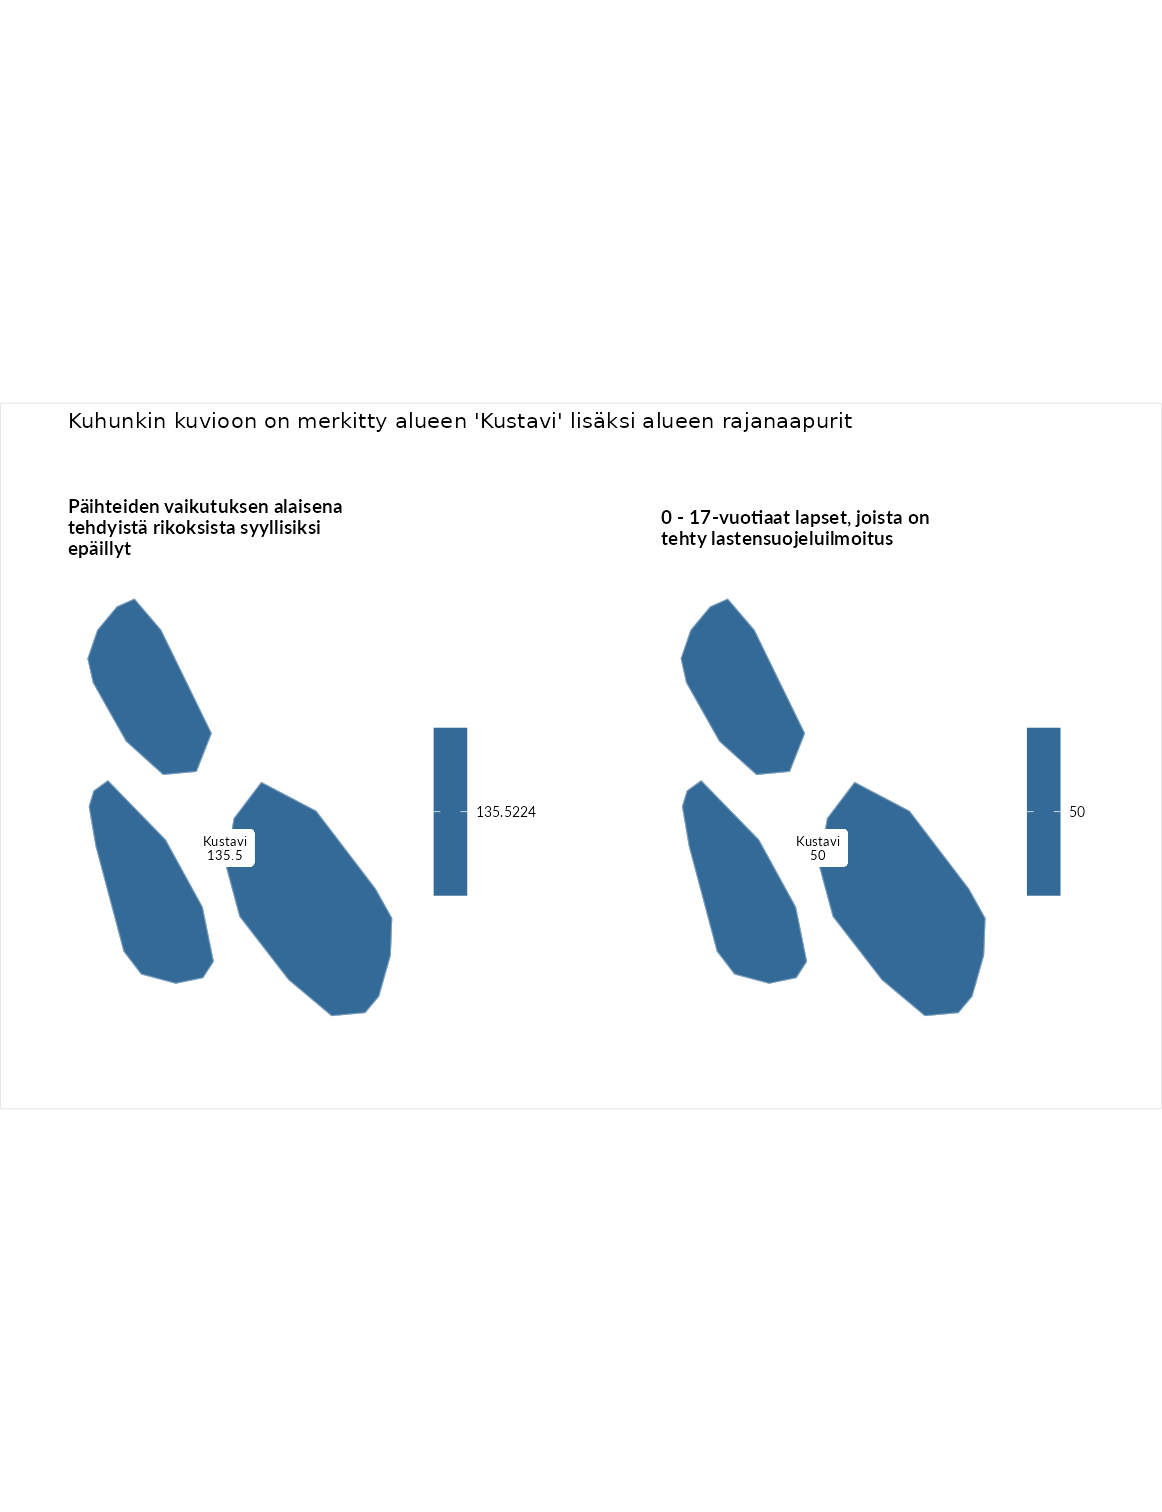 Kuhunkin kuvioon on merkitty alueen 'Kustavi' lisäksi alueen rajanaapurit
Päihteiden vaikutuksen alaisena
tehdyistä rikoksista syyllisiksi
epäillyt
Kustavi
135.5
135.5224
0 - 17-vuotiaat lapset, joista on
tehty lastensuojeluilmoitus
Kustavi
50
50